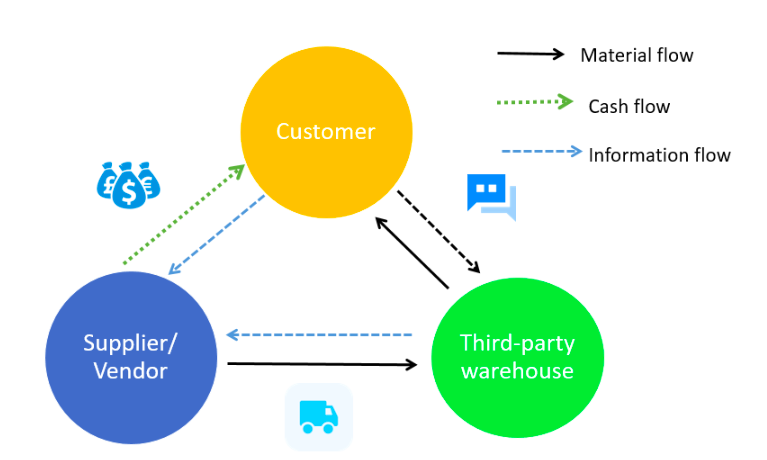 Material flow
Customer
Cash flow
Information flow
£ $ €
Supplier/
Vendor
Third-party
warehouse